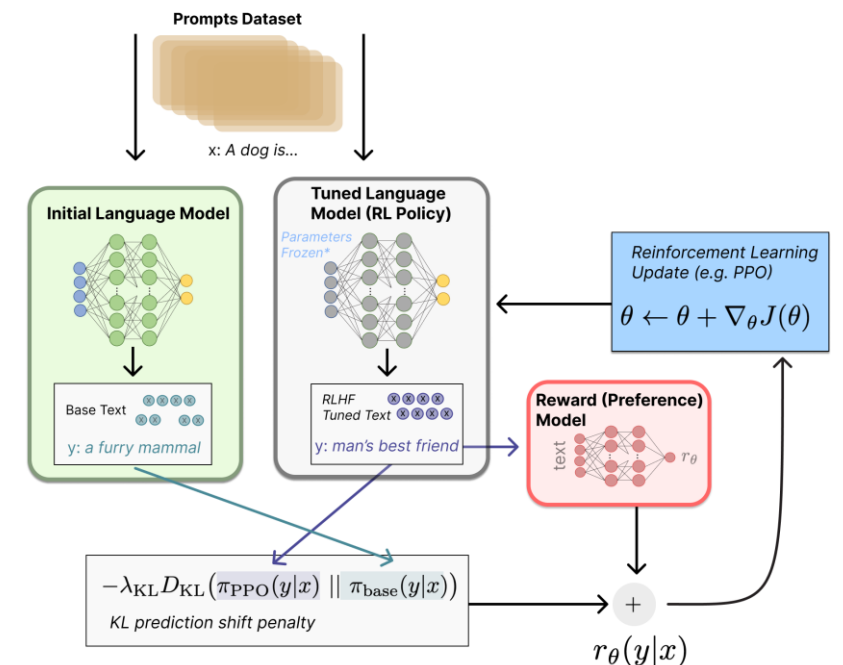 Prompts Dataset
x: A dog is...
Initial Language Model
Base Text
x x x x
x x x x
y: a furry mammal
Tuned Language
Model (RL Policy)
Parameters
Frozen*
RLHF
Tuned Text
x x x x
x x x x
y: man's best friend
Reinforcement Learning
Update (e.g. PPO)
θ ← θ + ∇θJ(θ)
Reward (Preference)
Model
text
rθ
−λKL DKL(πPPO(y|x) || πbase(y|x))
KL prediction shift penalty
+
rθ(y|x)